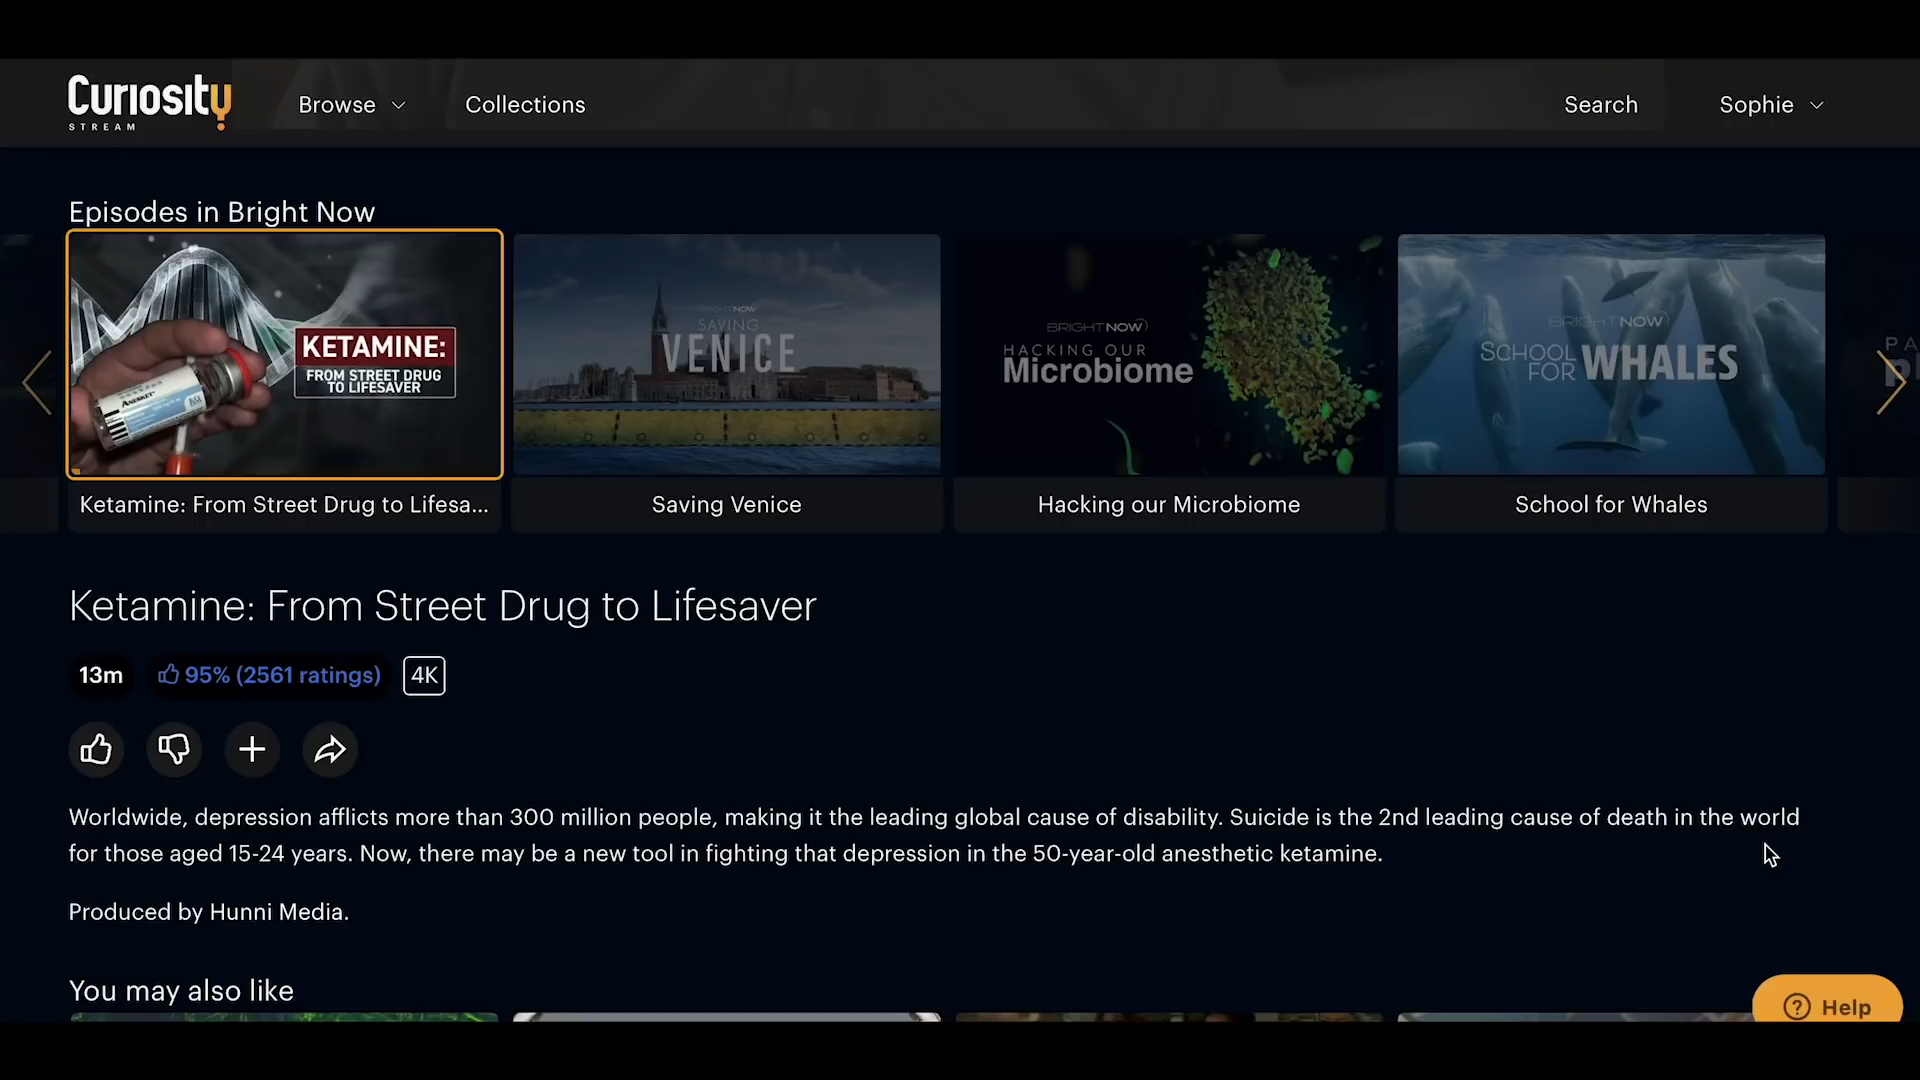 Curiosity
STREAM
Browse
Collections
Search
Sophie
Episodes in Bright Now
KETAMINE:
FROM STREET DRUG
TO LIFESAVER
ANESKET
BRIGHT NOW
SAVING
VENICE
BRIGHT NOW
HACKING OUR
Microbiome
BRIGHT NOW
SCHOOL
FOR WHALES
PA
Ketamine: From Street Drug to Lifesa...
Saving Venice
Hacking our Microbiome
School for Whales
Ketamine: From Street Drug to Lifesaver
13m
95% (2561 ratings)
4K
Worldwide, depression afflicts more than 300 million people, making it the leading global cause of disability. Suicide is the 2nd leading cause of death in the world
for those aged 15-24 years. Now, there may be a new tool in fighting that depression in the 50-year-old anesthetic ketamine.
Produced by Hunni Media.
You may also like
? Help